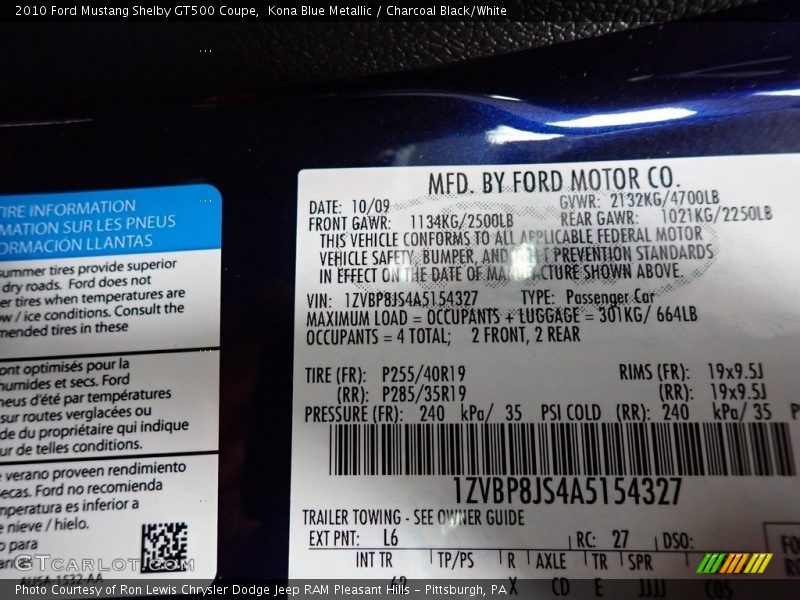 2010 Ford Mustang Shelby GT500 Coupe,  Kona Blue Metallic / Charcoal Black/White
TIRE INFORMATION
MATION SUR LES PNEUS
ORMACIÓN LLANTAS
summer tires provide superior
dry roads.  Ford does not
er tires when temperatures are
w / ice conditions. Consult the
mended tires in these
ont optimisés pour la
humides et secs. Ford
neus d'été par températures
sur routes verglacées ou
de du propriétaire qui indique
ur de telles conditions.
verano proveen rendimiento
secas. Ford no recomienda
mperatura es inferior a
nieve / hielo.
o para
AU5A-1532-AA
MFD. BY FORD MOTOR CO.
DATE: 10/09 GVWR: 2132KG/4700LB
FRONT GAWR: 1134KG/2500LB REAR GAWR: 1021KG/2250LB
THIS VEHICLE CONFORMS TO ALL APPLICABLE FEDERAL MOTOR
VEHICLE SAFETY, BUMPER, AND THEFT PREVENTION STANDARDS
IN EFFECT ON THE DATE OF MANUFACTURE SHOWN ABOVE.
VIN: 1ZVBP8JS4A5154327 TYPE: Passenger Car
MAXIMUM LOAD = OCCUPANTS + LUGGAGE = 301KG/ 664LB
OCCUPANTS = 4 TOTAL; 2 FRONT, 2 REAR
TIRE (FR): P255/40R19 RIMS (FR): 19x9.5J
(RR): P285/35R19 (RR): 19x9.5J
PRESSURE (FR): 240 kPa/ 35 PSI COLD (RR): 240 kPa/ 35 P
1ZVBP8JS4A5154327
TRAILER TOWING - SEE OWNER GUIDE
EXT PNT: L6 RC: 27 DSO:
INT TR TP/PS R AXLE TR SPR
GTCarLot.com
Photo Courtesy of Ron Lewis Chrysler Dodge Jeep RAM Pleasant Hills – Pittsburgh, PA